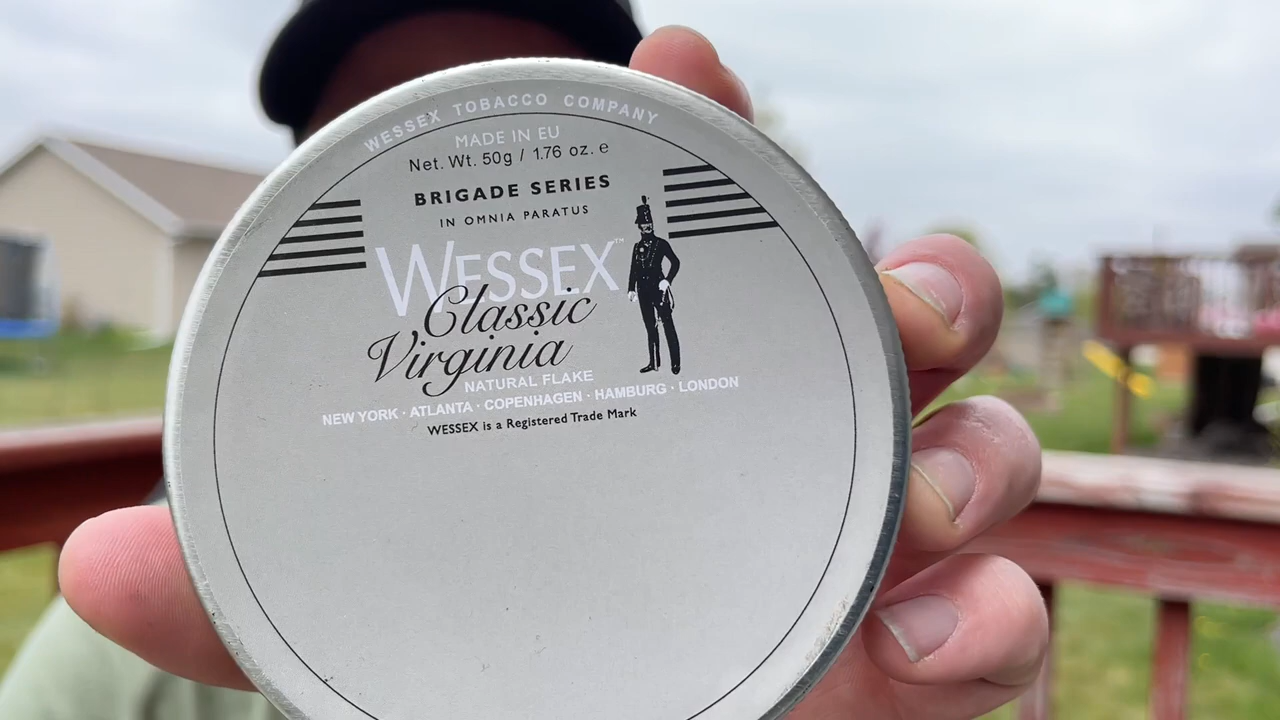 WESSEX TOBACCO COMPANY
MADE IN EU
Net. Wt. 50g / 1.76 oz. e
BRIGADE SERIES
IN OMNIA PARATUS
WESSEX™
Classic
Virginia
NATURAL FLAKE
NEW YORK · ATLANTA · COPENHAGEN · HAMBURG · LONDON
WESSEX is a Registered Trade Mark